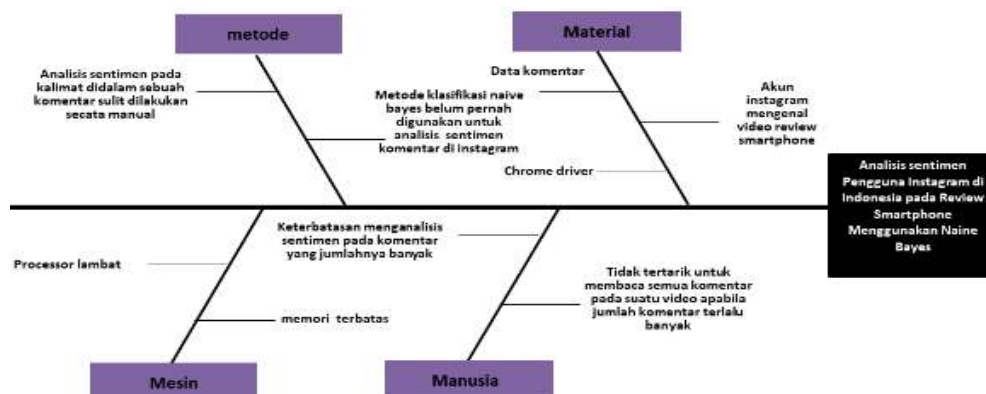 metode
Material
Analisis sentimen pada
kalimat didalam sebuah
komentar sulit dilakukan
secata manual
Metode klasifikasi naive
bayes belum pernah
digunakan untuk
analisis sentimen
komentar di instagram
Data komentar
Chrome driver
Akun
instagram
mengenal
video review
smartphone
Analisis sentimen
Pengguna Instagram di
Indonesia pada Review
Smartphone
Menggunakan Naine
Bayes
Processor lambat
memori terbatas
Keterbatasan menganalisis
sentimen pada komentar
yang jumlahnya banyak
Tidak tertarik untuk
membaca semua komentar
pada suatu video apabila
jumlah komentar terlalu
banyak
Mesin
Manusia